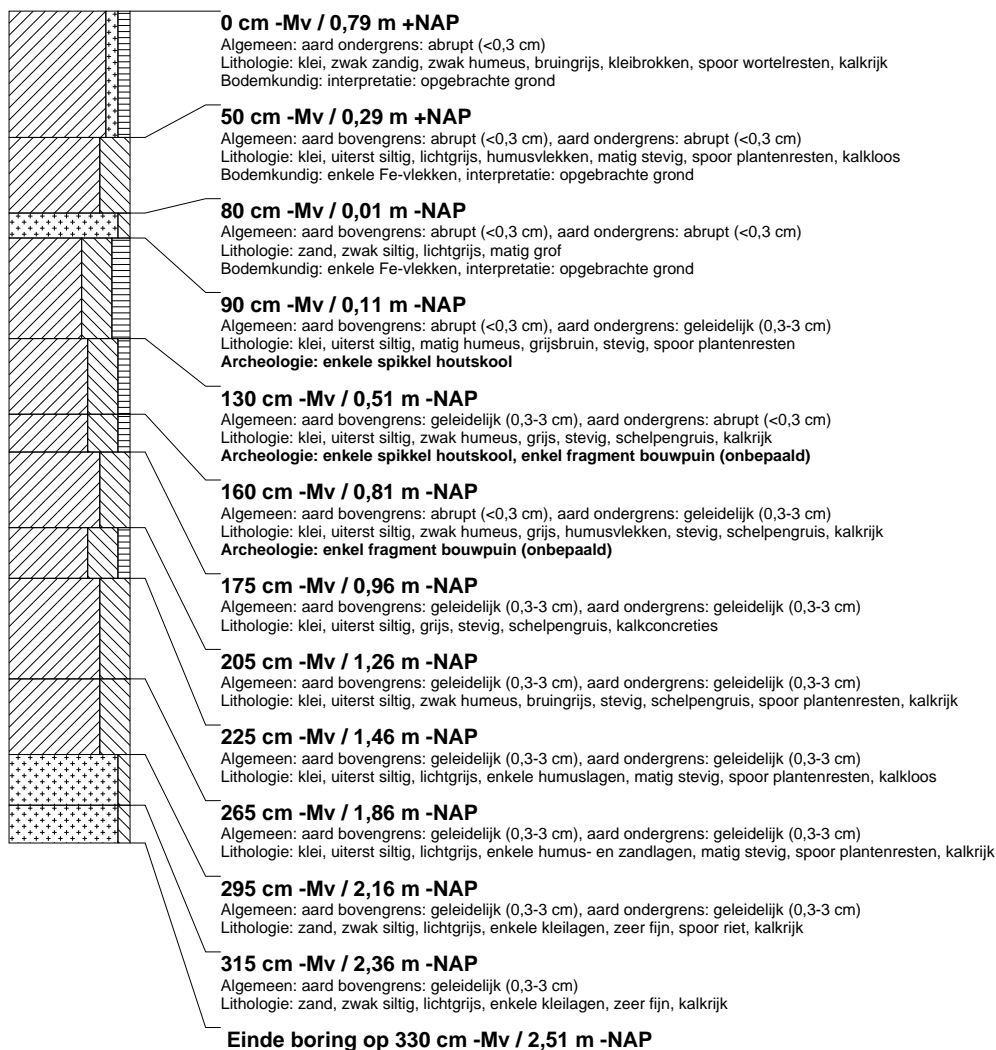 0 cm -Mv / 0,79 m +NAP
Algemeen: aard ondergrens: abrupt (<0,3 cm)
Lithologie: klei, zwak zandig, zwak humeus, bruingrijs, kleibrokken, spoor wortelresten, kalkrijk
Bodemkundig: interpretatie: opgebrachte grond
50 cm -Mv / 0,29 m +NAP
Algemeen: aard bovengrens: abrupt (<0,3 cm), aard ondergrens: abrupt (<0,3 cm)
Lithologie: klei, uiterst siltig, lichtgrijs, humusvlekken, matig stevig, spoor plantenresten, kalkloos
Bodemkundig: enkele Fe-vlekken, interpretatie: opgebrachte grond
80 cm -Mv / 0,01 m -NAP
Algemeen: aard bovengrens: abrupt (<0,3 cm), aard ondergrens: abrupt (<0,3 cm)
Lithologie: zand, zwak siltig, lichtgrijs, matig grof
Bodemkundig: enkele Fe-vlekken, interpretatie: opgebrachte grond
90 cm -Mv / 0,11 m -NAP
Algemeen: aard bovengrens: abrupt (<0,3 cm), aard ondergrens: geleidelijk (0,3-3 cm)
Lithologie: klei, uiterst siltig, matig humeus, grijsbruin, stevig, spoor plantenresten
Archeologie: enkele spikkel houtskool
130 cm -Mv / 0,51 m -NAP
Algemeen: aard bovengrens: geleidelijk (0,3-3 cm), aard ondergrens: abrupt (<0,3 cm)
Lithologie: klei, uiterst siltig, zwak humeus, grijs, stevig, schelpengruis, kalkrijk
Archeologie: enkele spikkel houtskool, enkel fragment bouwpuin (onbepaald)
160 cm -Mv / 0,81 m -NAP
Algemeen: aard bovengrens: abrupt (<0,3 cm), aard ondergrens: geleidelijk (0,3-3 cm)
Lithologie: klei, uiterst siltig, zwak humeus, grijs, humusvlekken, stevig, schelpengruis, kalkrijk
Archeologie: enkel fragment bouwpuin (onbepaald)
175 cm -Mv / 0,96 m -NAP
Algemeen: aard bovengrens: geleidelijk (0,3-3 cm), aard ondergrens: geleidelijk (0,3-3 cm)
Lithologie: klei, uiterst siltig, grijs, stevig, schelpengruis, kalkconcreties
205 cm -Mv / 1,26 m -NAP
Algemeen: aard bovengrens: geleidelijk (0,3-3 cm), aard ondergrens: geleidelijk (0,3-3 cm)
Lithologie: klei, uiterst siltig, zwak humeus, bruingrijs, stevig, schelpengruis, spoor plantenresten, kalkrijk
225 cm -Mv / 1,46 m -NAP
Algemeen: aard bovengrens: geleidelijk (0,3-3 cm), aard ondergrens: geleidelijk (0,3-3 cm)
Lithologie: klei, uiterst siltig, lichtgrijs, enkele humuslagen, matig stevig, spoor plantenresten, kalkloos
265 cm -Mv / 1,86 m -NAP
Algemeen: aard bovengrens: geleidelijk (0,3-3 cm), aard ondergrens: geleidelijk (0,3-3 cm)
Lithologie: klei, uiterst siltig, lichtgrijs, enkele humus- en zandlagen, matig stevig, spoor plantenresten, kalkrijk
295 cm -Mv / 2,16 m -NAP
Algemeen: aard bovengrens: geleidelijk (0,3-3 cm), aard ondergrens: geleidelijk (0,3-3 cm)
Lithologie: zand, zwak siltig, lichtgrijs, enkele kleilagen, zeer fijn, spoor riet, kalkrijk
315 cm -Mv / 2,36 m -NAP
Algemeen: aard bovengrens: geleidelijk (0,3-3 cm)
Lithologie: zand, zwak siltig, lichtgrijs, enkele kleilagen, zeer fijn, kalkrijk
Einde boring op 330 cm -Mv / 2,51 m -NAP